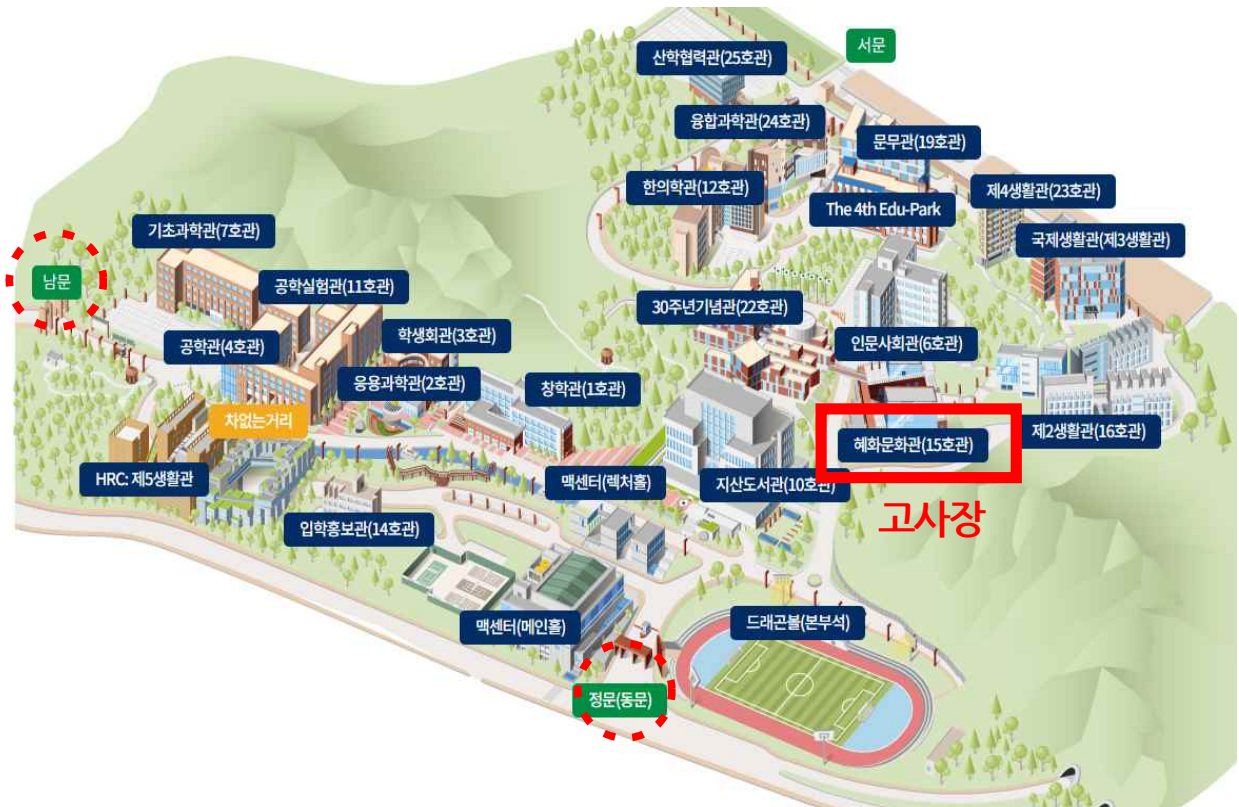 서문
산학협력관(25호관)
융합과학관(24호관)
문무관(19호관)
한의학관(12호관)
제4생활관(23호관)
The 4th Edu-Park
기초과학관(7호관)
국제생활관(제3생활관)
남문
공학실험관(11호관)
30주년기념관(22호관)
학생회관(3호관)
공학관(4호관)
인문사회관(6호관)
응용과학관(2호관)
창학관(1호관)
차없는거리
혜화문화관(15호관)
제2생활관(16호관)
HRC: 제5생활관
맥센터(렉처홀)
지산도서관(10호관)
고사장
입학홍보관(14호관)
맥센터(메인홀)
드래곤볼(본부석)
정문(동문)